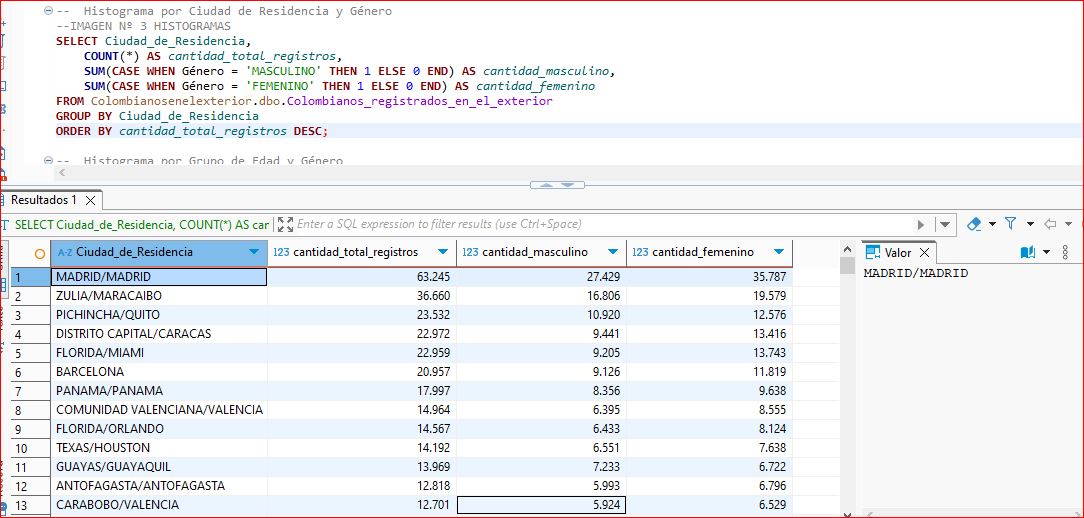 --  Histograma por Ciudad de Residencia y Género
--IMAGEN Nº 3 HISTOGRAMAS
SELECT Ciudad_de_Residencia,
COUNT(*) AS cantidad_total_registros,
SUM(CASE WHEN Género = 'MASCULINO' THEN 1 ELSE 0 END) AS cantidad_masculino,
SUM(CASE WHEN Género = 'FEMENINO' THEN 1 ELSE 0 END) AS cantidad_femenino
FROM Colombianosenelexterior.dbo.Colombianos_registrados_en_el_exterior
GROUP BY Ciudad_de_Residencia
ORDER BY cantidad_total_registros DESC;
--  Histograma por Grupo de Edad y Género
Resultados 1
SELECT Ciudad_de_Residencia, COUNT(*) AS car Enter a SQL expression to filter results (use Ctrl+Space)
A-Z Ciudad_de_Residencia 123 cantidad_total_registros 123 cantidad_masculino 123 cantidad_femenino Valor
1 MADRID/MADRID 63.245 27.429 35.787 MADRID/MADRID
2 ZULIA/MARACAIBO 36.660 16.806 19.579
3 PICHINCHA/QUITO 23.532 10.920 12.576
4 DISTRITO CAPITAL/CARACAS 22.972 9.441 13.416
5 FLORIDA/MIAMI 22.959 9.205 13.743
6 BARCELONA 20.957 9.126 11.819
7 PANAMA/PANAMA 17.997 8.356 9.638
8 COMUNIDAD VALENCIANA/VALENCIA 14.964 6.395 8.555
9 FLORIDA/ORLANDO 14.567 6.433 8.124
10 TEXAS/HOUSTON 14.192 6.551 7.638
11 GUAYAS/GUAYAQUIL 13.969 7.233 6.722
12 ANTOFAGASTA/ANTOFAGASTA 12.818 5.993 6.796
13 CARABOBO/VALENCIA 12.701 5.924 6.529